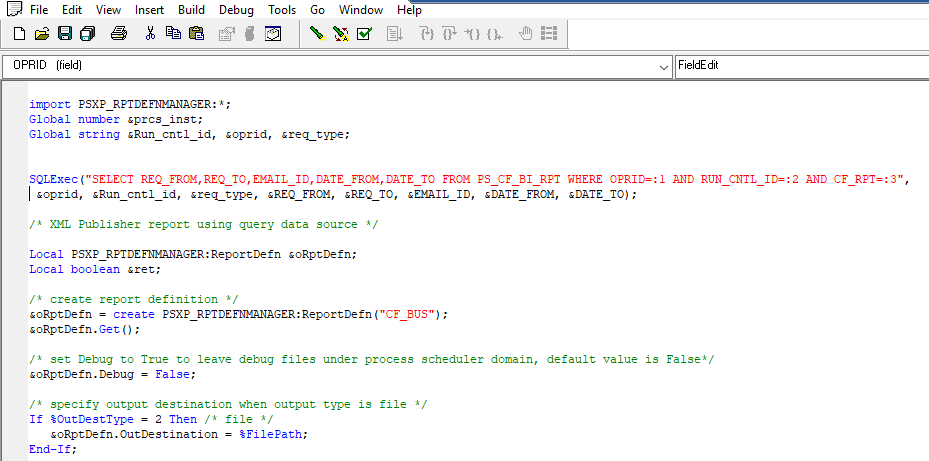 File Edit View Insert Build Debug Tools Go Window Help
OPRID (field) FieldEdit
import PSXP_RPTDEFNMANAGER:*;
Global number &prcs_inst;
Global string &Run_cntl_id, &oprid, &req_type;
SQLExec("SELECT REQ_FROM,REQ_TO,EMAIL_ID,DATE_FROM,DATE_TO FROM PS_CF_BI_RPT WHERE OPRID=:1 AND RUN_CNTL_ID=:2 AND CF_RPT=:3",
&oprid, &Run_cntl_id, &req_type, &REQ_FROM, &REQ_TO, &EMAIL_ID, &DATE_FROM, &DATE_TO);
/* XML Publisher report using query data source */
Local PSXP_RPTDEFNMANAGER:ReportDefn &oRptDefn;
Local boolean &ret;
/* create report definition */
&oRptDefn = create PSXP_RPTDEFNMANAGER:ReportDefn("CF_BUS");
&oRptDefn.Get();
/* set Debug to True to leave debug files under process scheduler domain, default value is False*/
&oRptDefn.Debug = False;
/* specify output destination when output type is file */
If %OutDestType = 2 Then /* file */
&oRptDefn.OutDestination = %FilePath;
End-If;